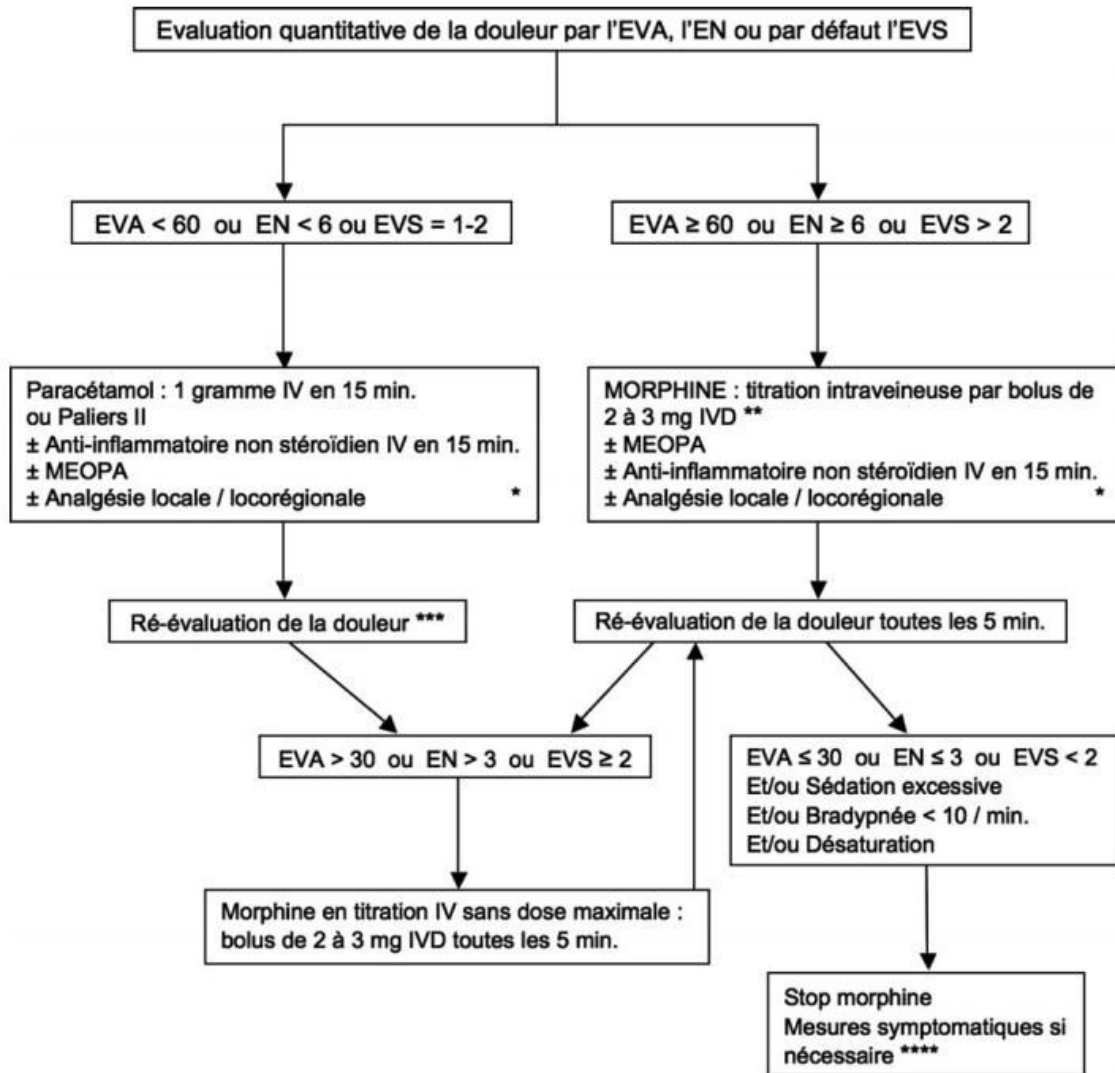 Evaluation quantitative de la douleur par l'EVA, l'EN ou par défaut l'EVS
EVA < 60 ou EN < 6 ou EVS = 1-2
EVA ≥ 60 ou EN ≥ 6 ou EVS > 2
Paracétamol : 1 gramme IV en 15 min.
ou Paliers II
± Anti-inflammatoire non stéroïdien IV en 15 min.
± MEOPA
± Analgésie locale / locorégionale *
MORPHINE : titration intraveineuse par bolus de
2 à 3 mg IVD **
± MEOPA
± Anti-inflammatoire non stéroïdien IV en 15 min.
± Analgésie locale / locorégionale *
Ré-évaluation de la douleur ***
Ré-évaluation de la douleur toutes les 5 min.
EVA > 30 ou EN > 3 ou EVS ≥ 2
EVA ≤ 30 ou EN ≤ 3 ou EVS < 2
Et/ou Sédation excessive
Et/ou Bradypnée < 10 / min.
Et/ou Désaturation
Morphine en titration IV sans dose maximale :
bolus de 2 à 3 mg IVD toutes les 5 min.
Stop morphine
Mesures symptomatiques si
nécessaire ****